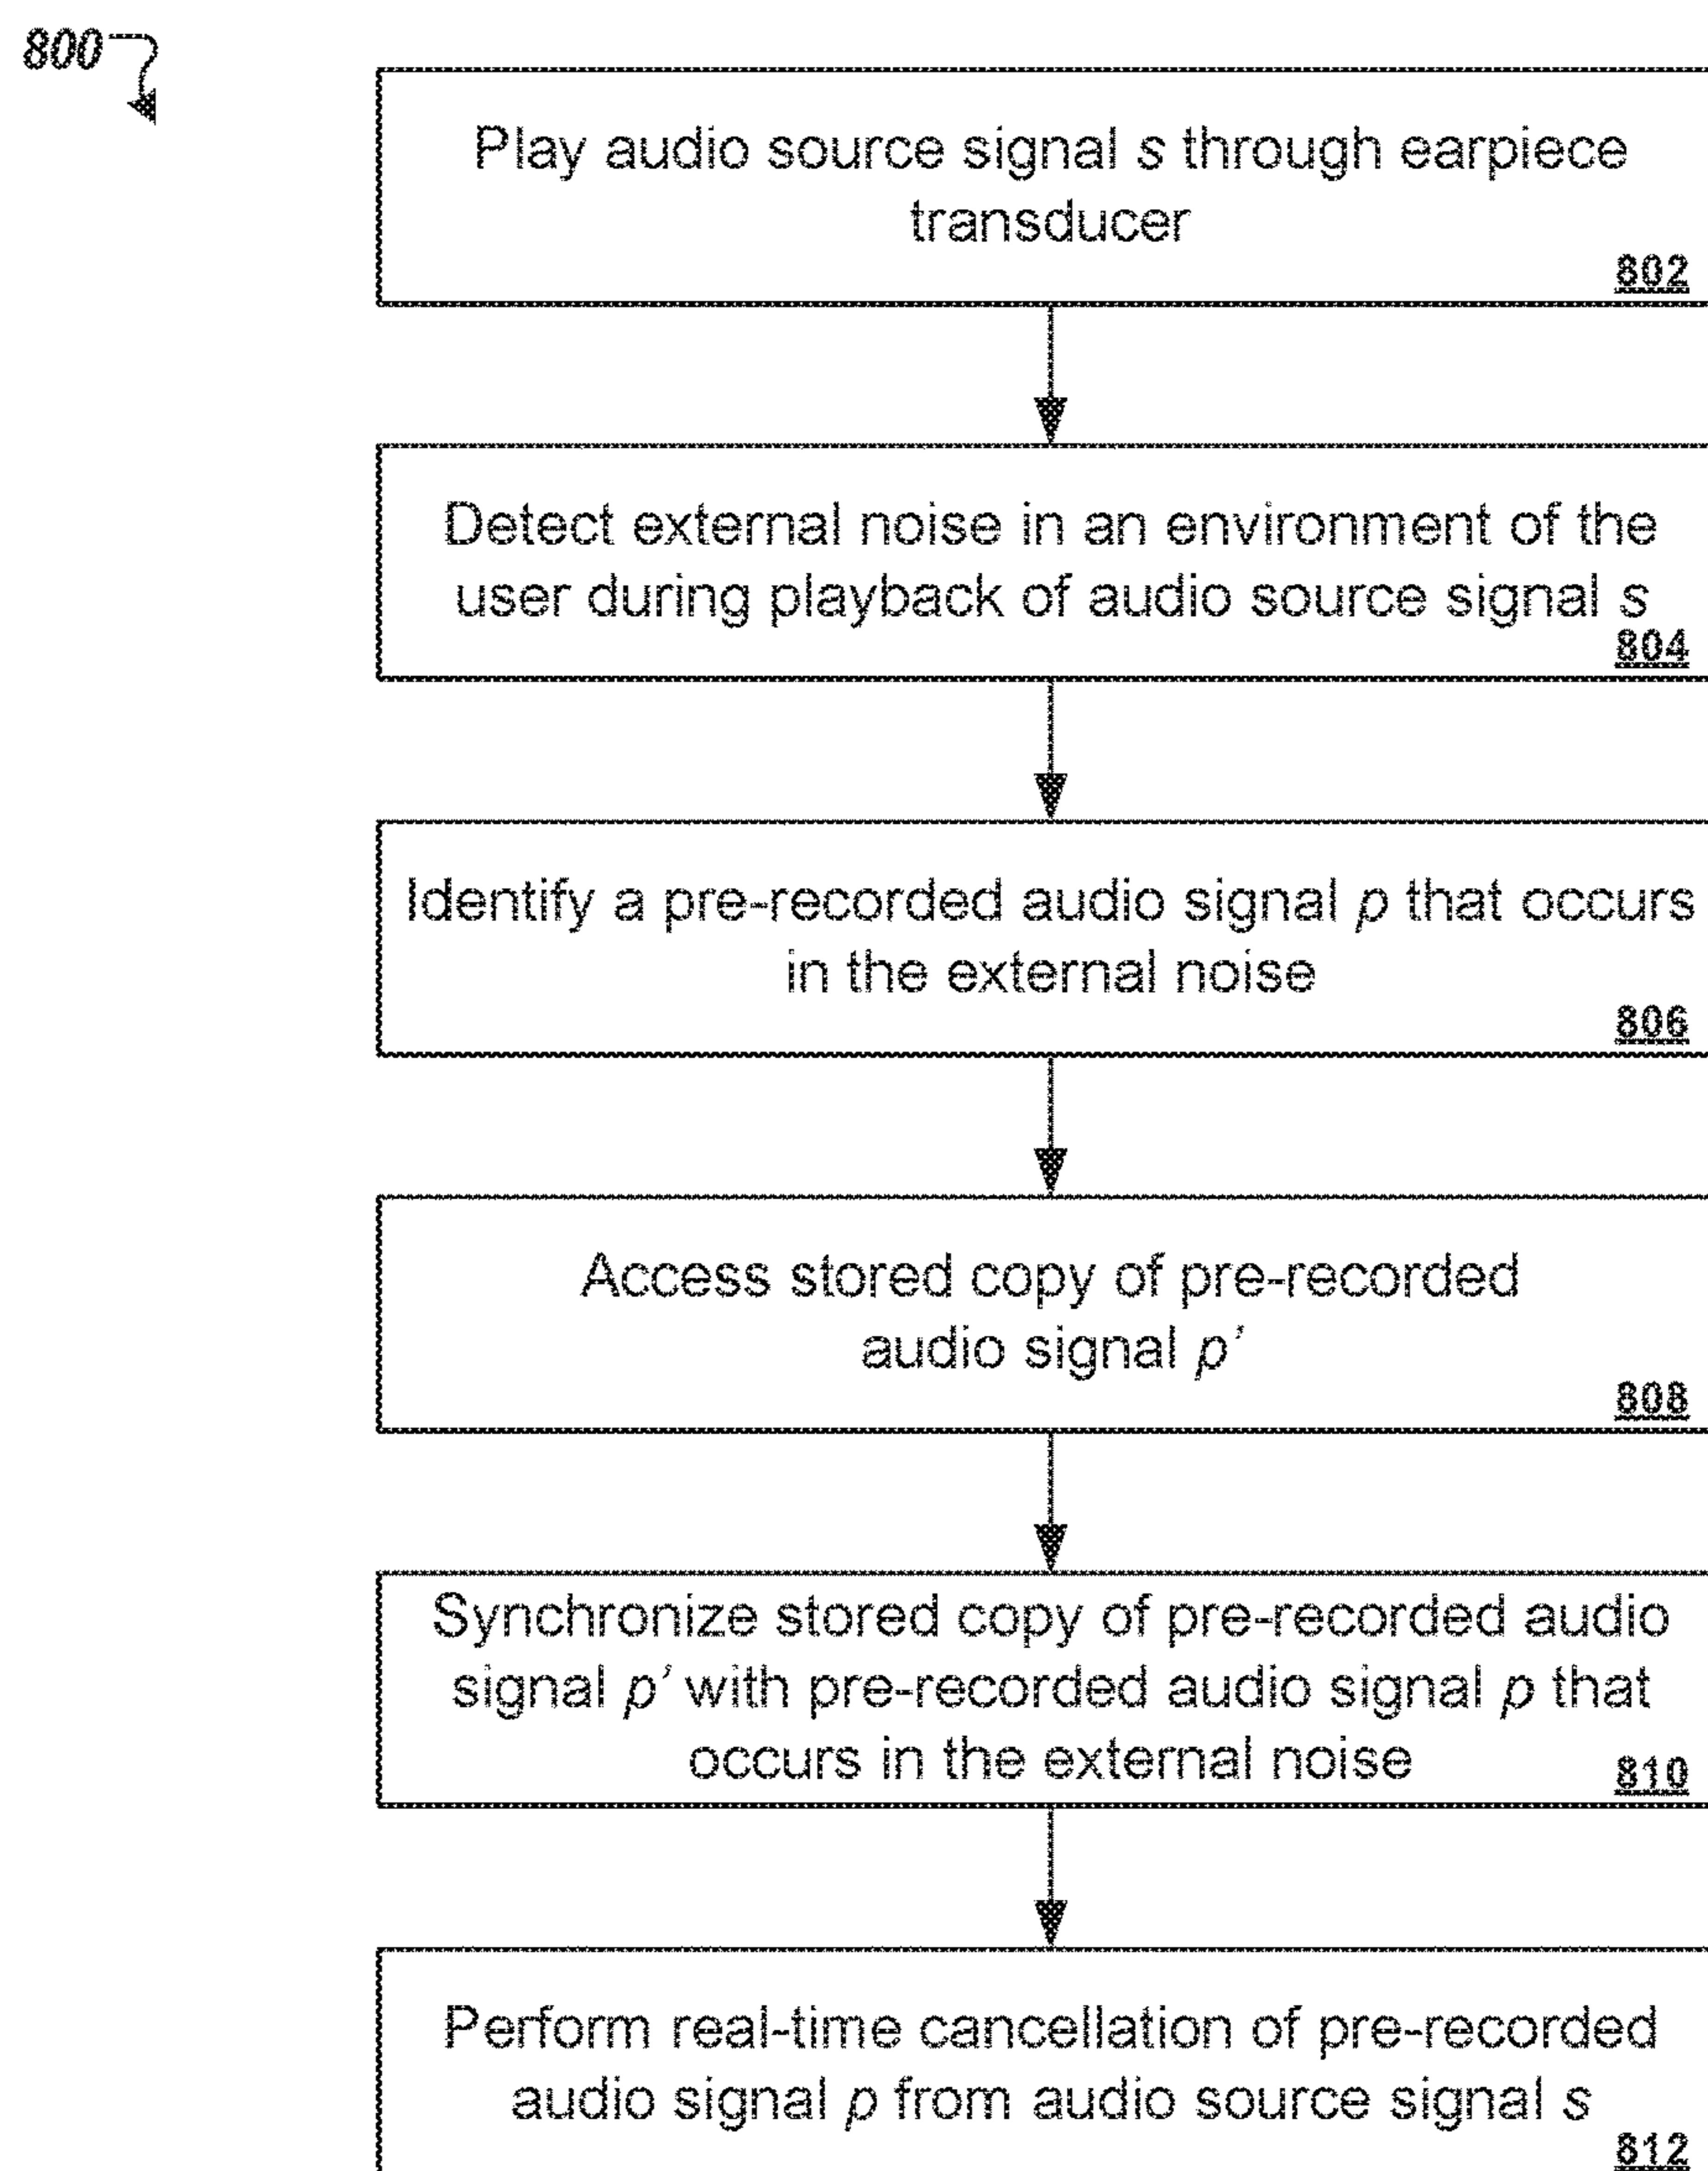 800
Play audio source signal s through earpiece
transducer
802
Detect external noise in an environment of the
user during playback of audio source signal s
804
Identify a pre-recorded audio signal p that occurs
in the external noise
806
Access stored copy of pre-recorded
audio signal p’
808
Synchronize stored copy of pre-recorded audio
signal p’ with pre-recorded audio signal p that
occurs in the external noise
810
Perform real-time cancellation of pre-recorded
audio signal p from audio source signal s
812